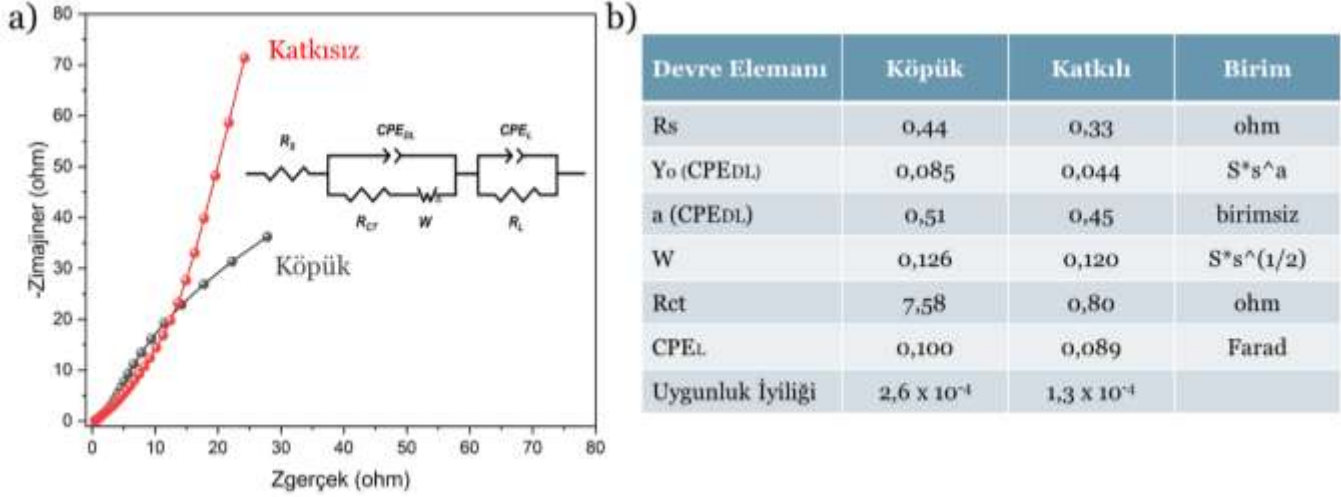 a)
80
70
60
50
40
30
20
10
0
-Zimajiner (ohm)
0 10 20 30 40 50 60 70 80
Zgerçek (ohm)
Katkısız
Köpük
RS
CPEDL
CPEL
RCT
W
RL
b)
Devre Elemanı Köpük Katkılı Birim
Rs 0,44 0,33 ohm
Yo (CPEDL) 0,085 0,044 S*s^a
a (CPEDL) 0,51 0,45 birimsiz
W 0,126 0,120 S*s^(1/2)
Rct 7,58 0,80 ohm
CPEL 0,100 0,089 Farad
Uygunluk İyiliği 2,6 x 10⁻⁴ 1,3 x 10⁻⁴